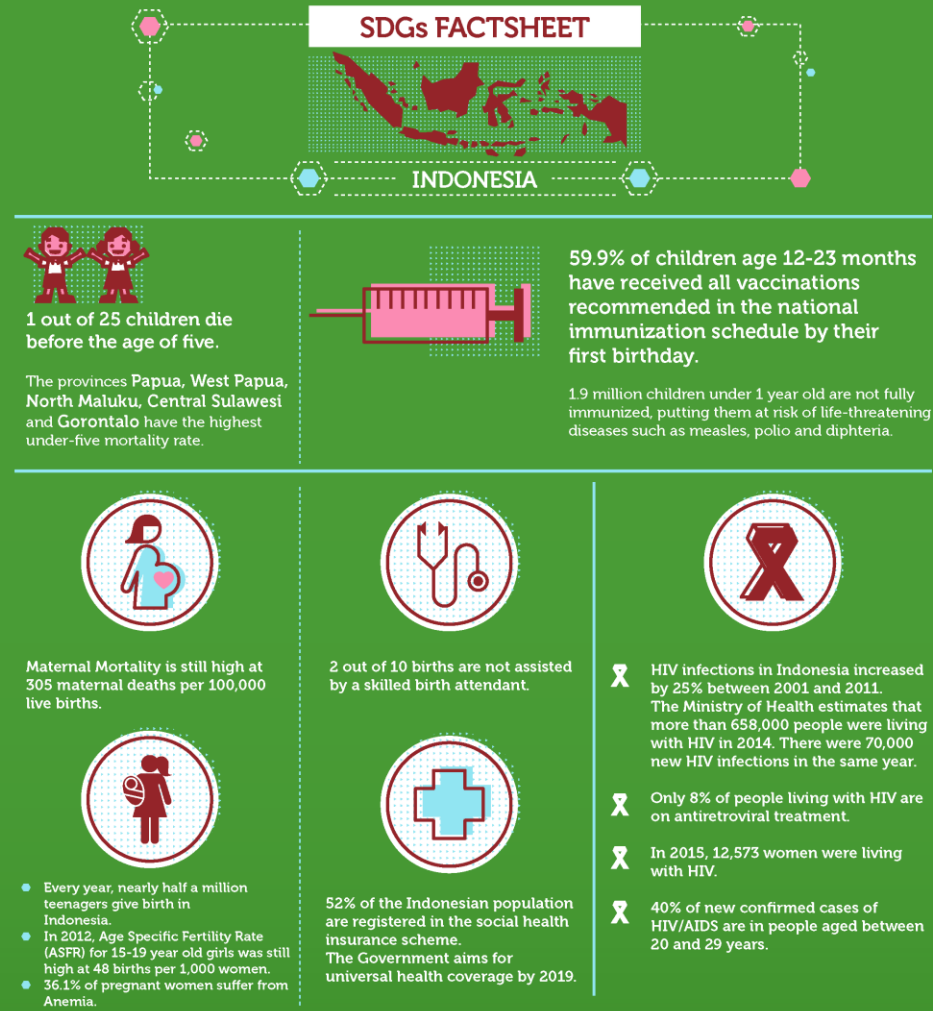 SDGs FACTSHEET
INDONESIA
1 out of 25 children die
before the age of five.
The provinces Papua, West Papua,
North Maluku, Central Sulawesi
and Gorontalo have the highest
under-five mortality rate.
59.9% of children age 12-23 months
have received all vaccinations
recommended in the national
immunization schedule by their
first birthday.
1.9 million children under 1 year old are not fully
immunized, putting them at risk of life-threatening
diseases such as measles, polio and diphteria.
Maternal Mortality is still high at
305 maternal deaths per 100,000
live births.
Every year, nearly half a million
teenagers give birth in
Indonesia.
In 2012, Age Specific Fertility Rate
(ASFR) for 15-19 year old girls was still
high at 48 births per 1,000 women.
36.1% of pregnant women suffer from
Anemia.
2 out of 10 births are not assisted
by a skilled birth attendant.
52% of the Indonesian population
are registered in the social health
insurance scheme.
The Government aims for
universal health coverage by 2019.
HIV infections in Indonesia increased
by 25% between 2001 and 2011.
The Ministry of Health estimates that
more than 658,000 people were living
with HIV in 2014. There were 70,000
new HIV infections in the same year.
Only 8% of people living with HIV are
on antiretroviral treatment.
In 2015, 12,573 women were living
with HIV.
40% of new confirmed cases of
HIV/AIDS are in people aged between
20 and 29 years.